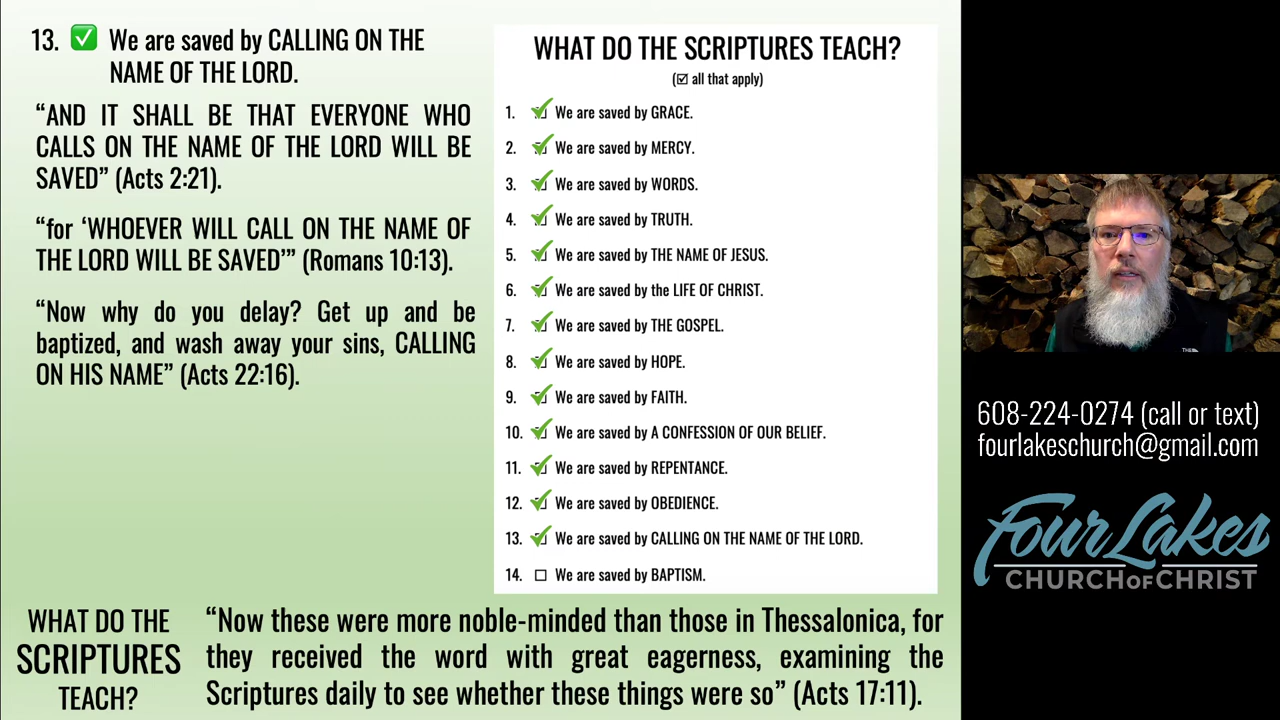 13. ✅ We are saved by CALLING ON THE
NAME OF THE LORD.
“AND IT SHALL BE THAT EVERYONE WHO
CALLS ON THE NAME OF THE LORD WILL BE
SAVED” (Acts 2:21).
“for ‘WHOEVER WILL CALL ON THE NAME OF
THE LORD WILL BE SAVED’” (Romans 10:13).
“Now why do you delay? Get up and be
baptized, and wash away your sins, CALLING
ON HIS NAME” (Acts 22:16).
WHAT DO THE SCRIPTURES TEACH?
(☑ all that apply)
1. ✔ We are saved by GRACE.
2. ✔ We are saved by MERCY.
3. ✔ We are saved by WORDS.
4. ✔ We are saved by TRUTH.
5. ✔ We are saved by THE NAME OF JESUS.
6. ✔ We are saved by the LIFE OF CHRIST.
7. ✔ We are saved by THE GOSPEL.
8. ✔ We are saved by HOPE.
9. ✔ We are saved by FAITH.
10. ✔ We are saved by A CONFESSION OF OUR BELIEF.
11. ✔ We are saved by REPENTANCE.
12. ✔ We are saved by OBEDIENCE.
13. ✔ We are saved by CALLING ON THE NAME OF THE LORD.
14. ☐ We are saved by BAPTISM.
WHAT DO THE
SCRIPTURES
TEACH?
“Now these were more noble-minded than those in Thessalonica, for
they received the word with great eagerness, examining the
Scriptures daily to see whether these things were so” (Acts 17:11).
608-224-0274 (call or text)
fourlakeschurch@gmail.com
Four Lakes
CHURCH OF CHRIST